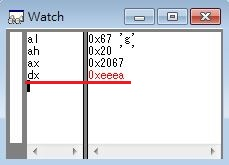 Watch
al 0x67 'g'
ah 0x20 ' '
ax 0x2067
dx 0xeeea